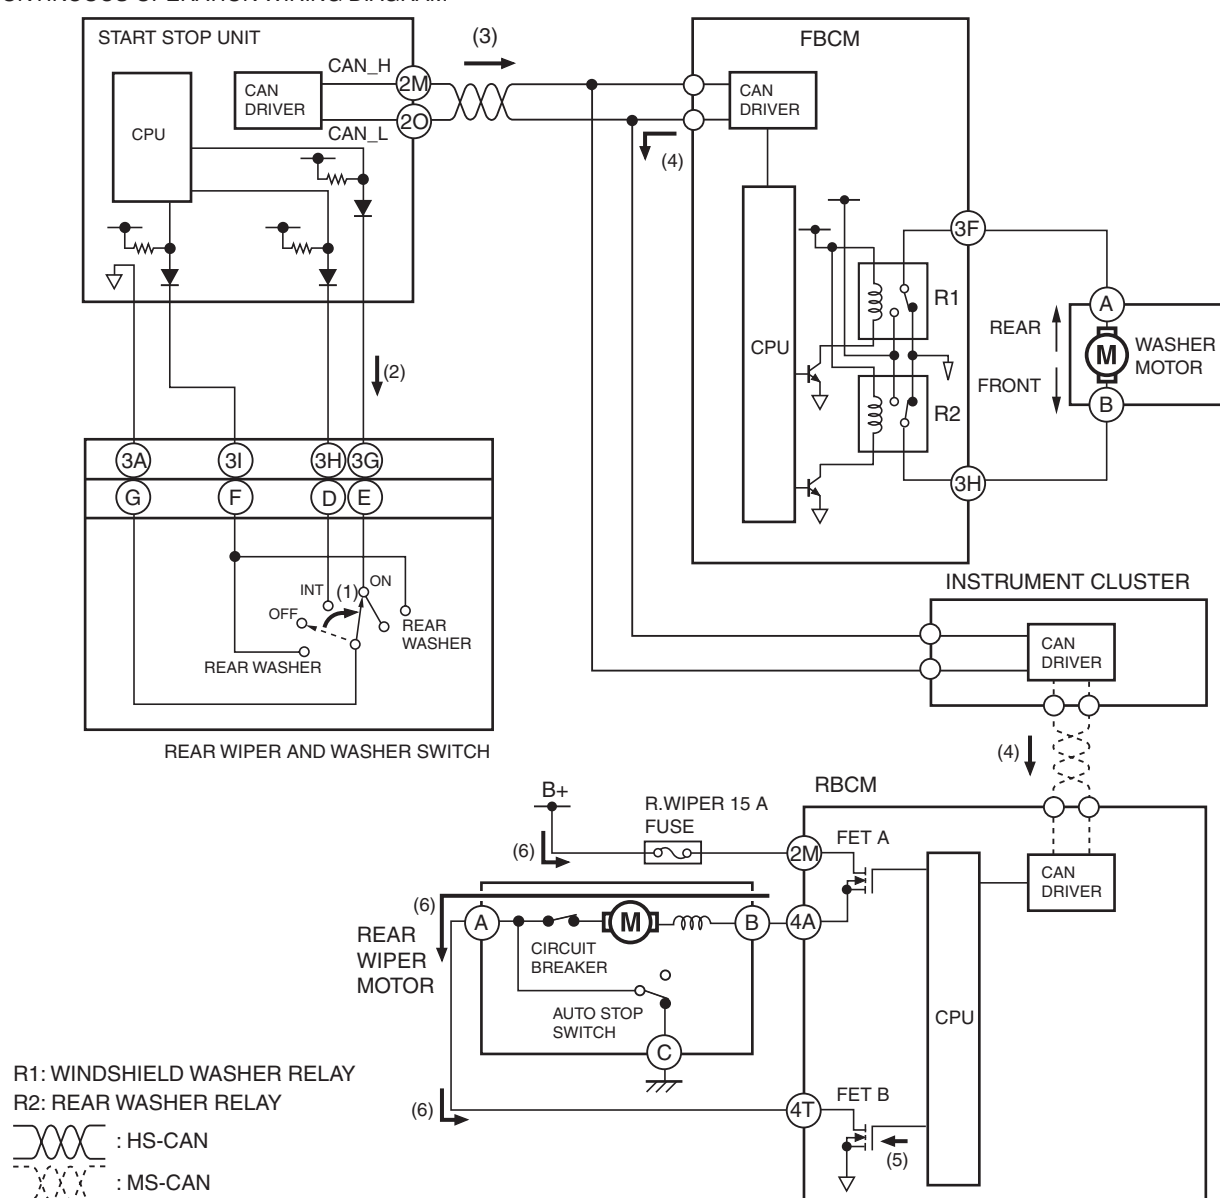 START STOP UNIT
CAN_H
CAN DRIVER
CAN_L
CPU
2M
2O
(3)
(4)
(2)
FBCM
CAN DRIVER
CPU
R1
R2
3F
3H
A
REAR
M
WASHER MOTOR
FRONT
B
3A
3I
3H
3G
G
F
D
E
INT
(1)
ON
OFF
REAR WASHER
REAR WASHER
REAR WIPER AND WASHER SWITCH
INSTRUMENT CLUSTER
CAN DRIVER
(4)
RBCM
B+
R.WIPER 15 A FUSE
(6)
2M
FET A
CAN DRIVER
CPU
(6)
A
M
B
4A
REAR WIPER MOTOR
CIRCUIT BREAKER
AUTO STOP SWITCH
C
(6)
4T
FET B
(5)
R1: WINDSHIELD WASHER RELAY
R2: REAR WASHER RELAY
: HS-CAN
: MS-CAN